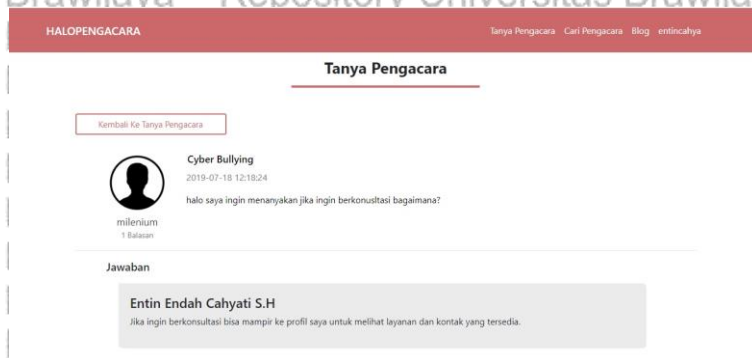 Brawijaya Repository Universitas Brawijaya
HALOPENGACARA
Tanya Pengacara Cari Pengacara Blog entincahya
Tanya Pengacara
Kembali Ke Tanya Pengacara
Cyber Bullying
2019-07-18 12:18:24
halo saya ingin menanyakan jika ingin berkonusltasi bagaimana?
milenium
1 Balasan
Jawaban
Entin Endah Cahyati S.H
Jika ingin berkonsultasi bisa mampir ke profil saya untuk melihat layanan dan kontak yang tersedia.